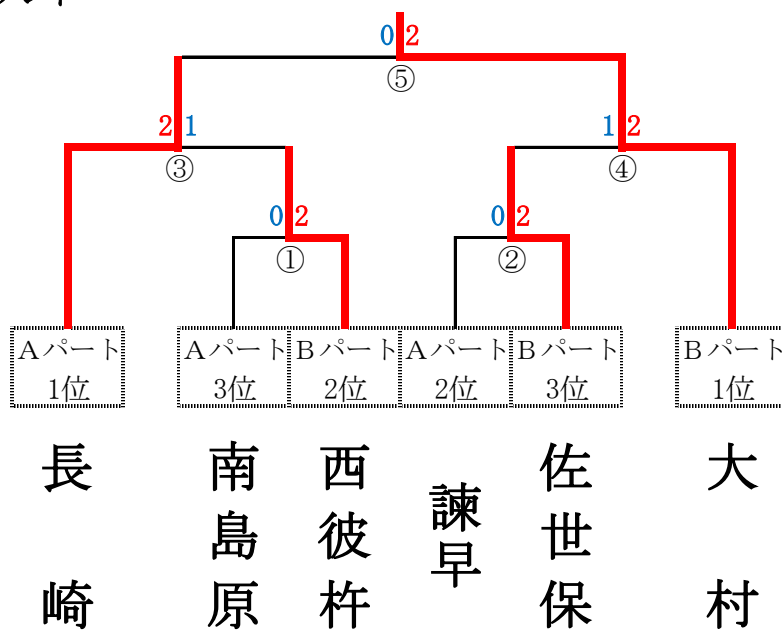 0 2
⑤
2 1
1 2
③
④
0 2
0 2
①
②
Aパート
1位
Aパート
3位
Bパート
2位
Aパート
2位
Bパート
3位
Bパート
1位
長崎
南島原
西彼杵
諫早
佐世保
大村